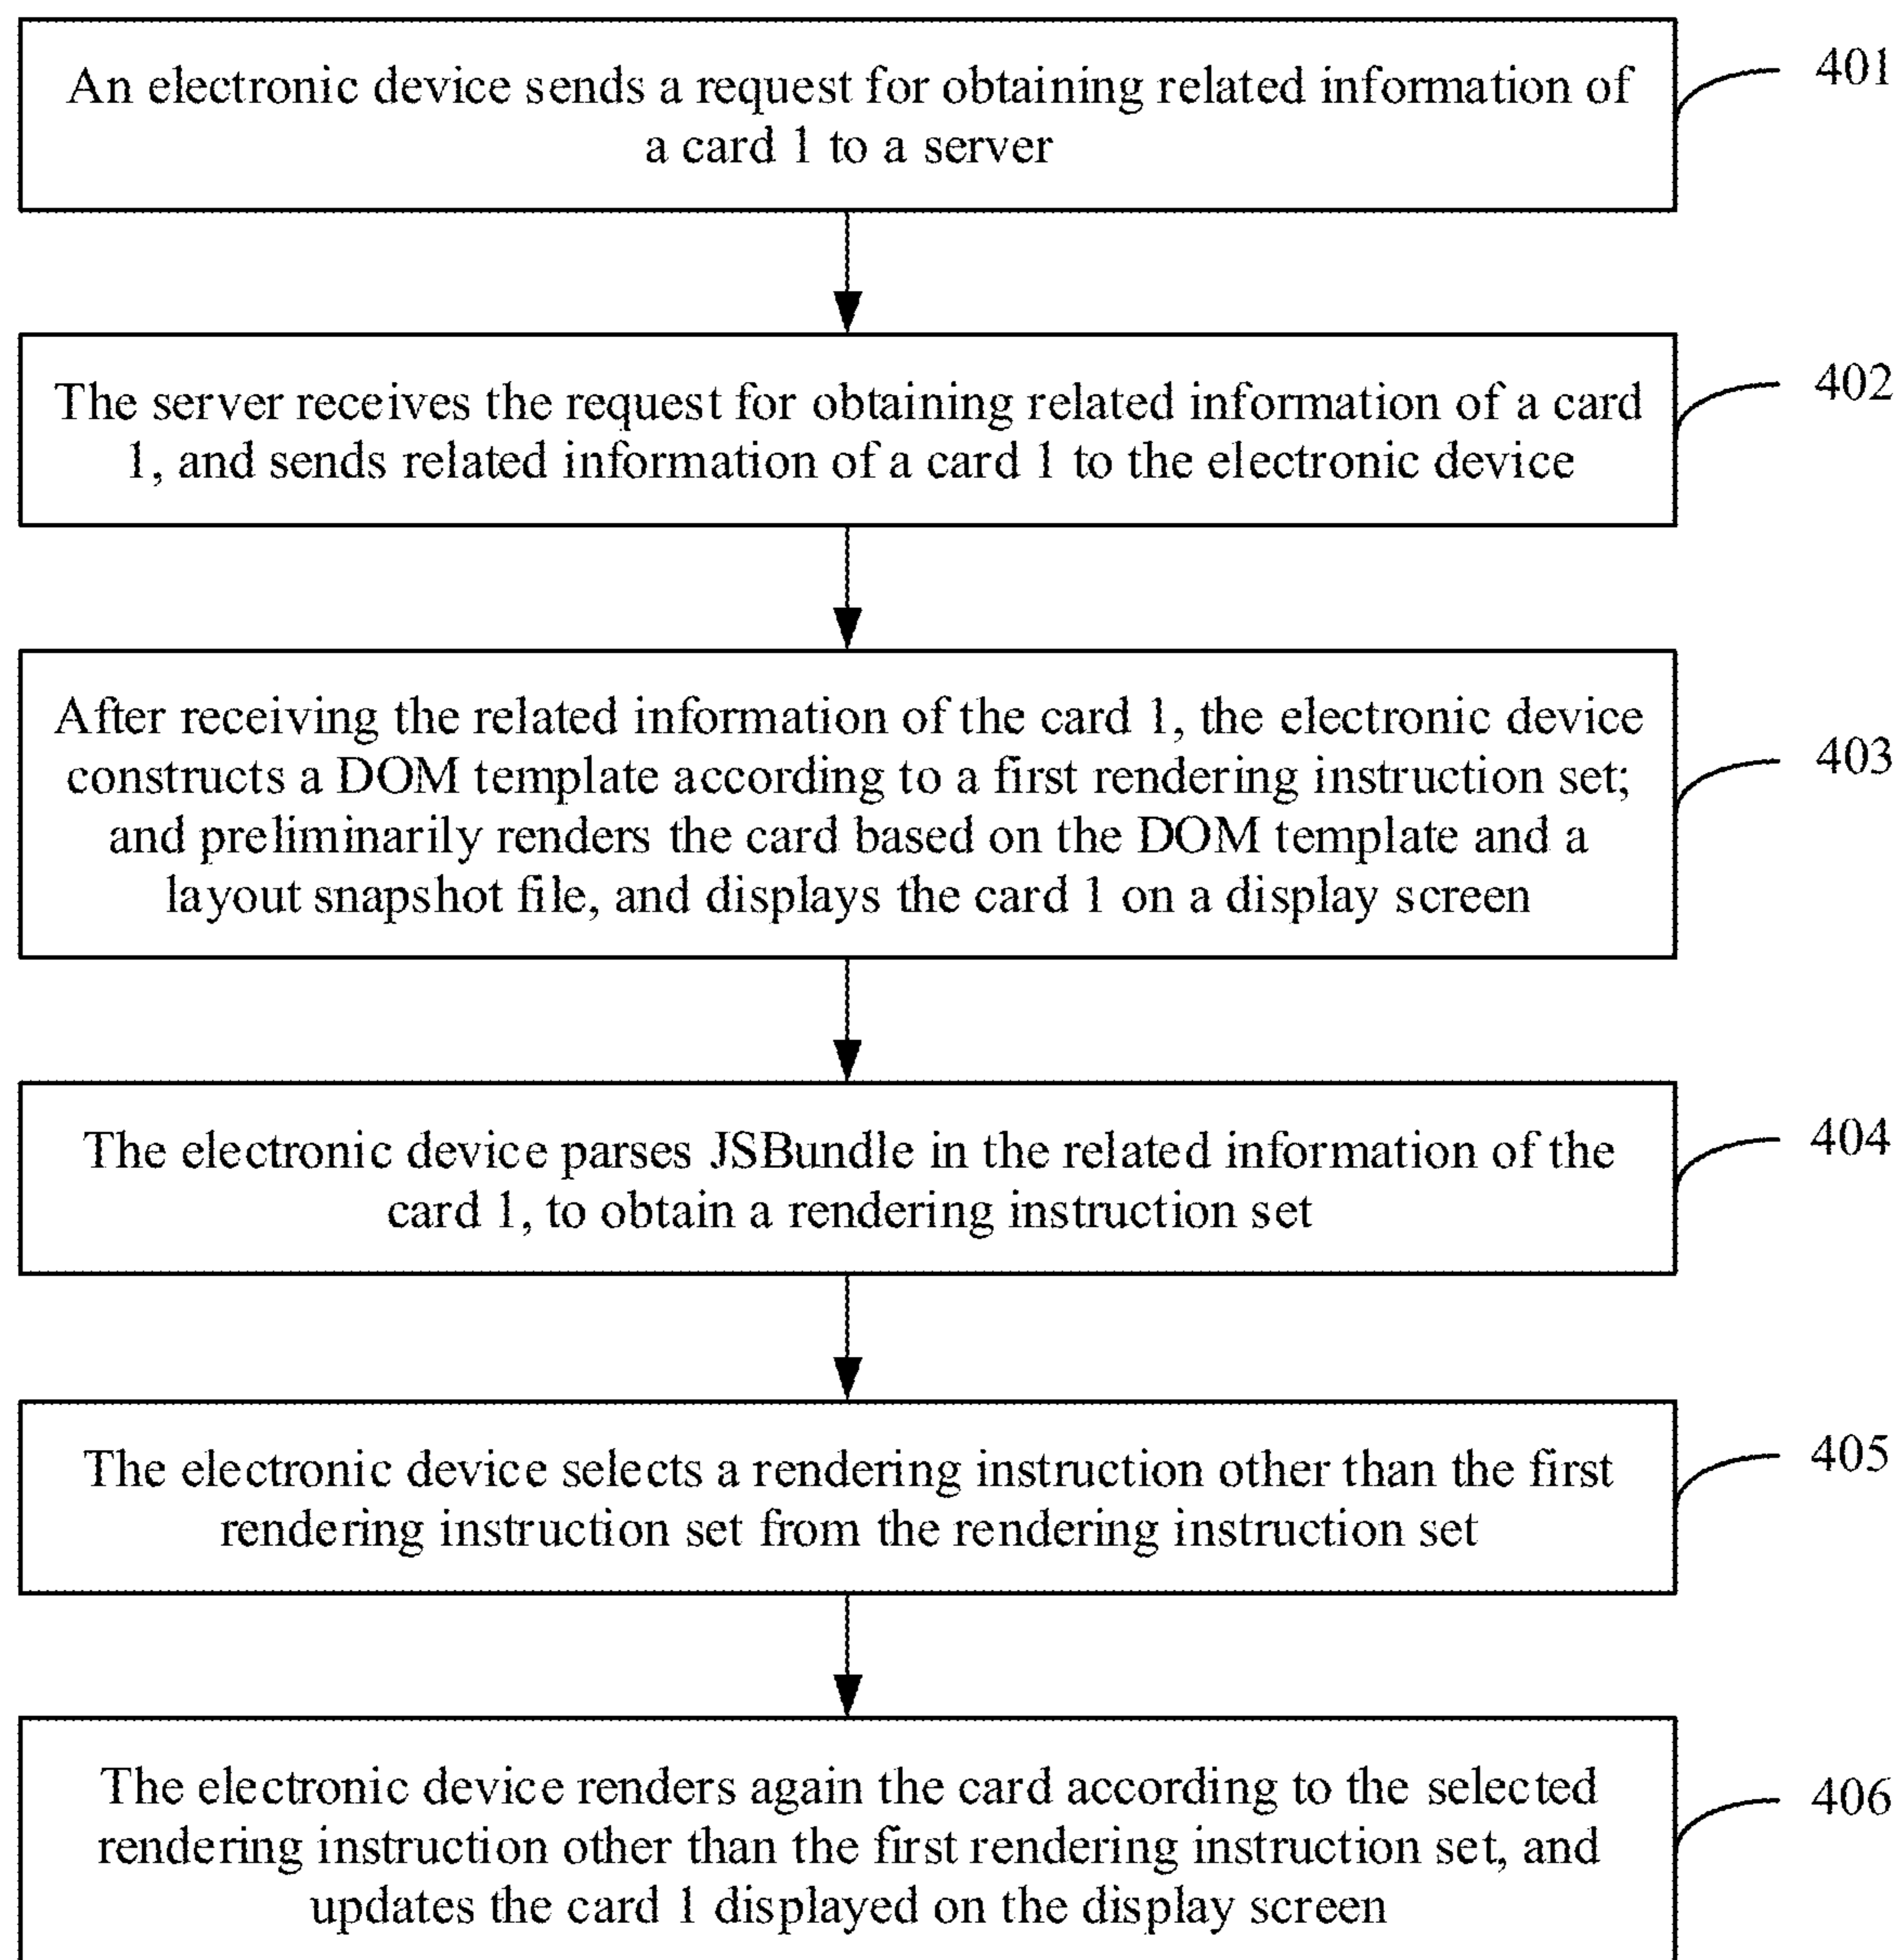 An electronic device sends a request for obtaining related information of
a card 1 to a server
401
The server receives the request for obtaining related information of a card
1, and sends related information of a card 1 to the electronic device
402
After receiving the related information of the card 1, the electronic device
constructs a DOM template according to a first rendering instruction set;
and preliminarily renders the card based on the DOM template and a
layout snapshot file, and displays the card 1 on a display screen
403
The electronic device parses JSBundle in the related information of the
card 1, to obtain a rendering instruction set
404
The electronic device selects a rendering instruction other than the first
rendering instruction set from the rendering instruction set
405
The electronic device renders again the card according to the selected
rendering instruction other than the first rendering instruction set, and
updates the card 1 displayed on the display screen
406